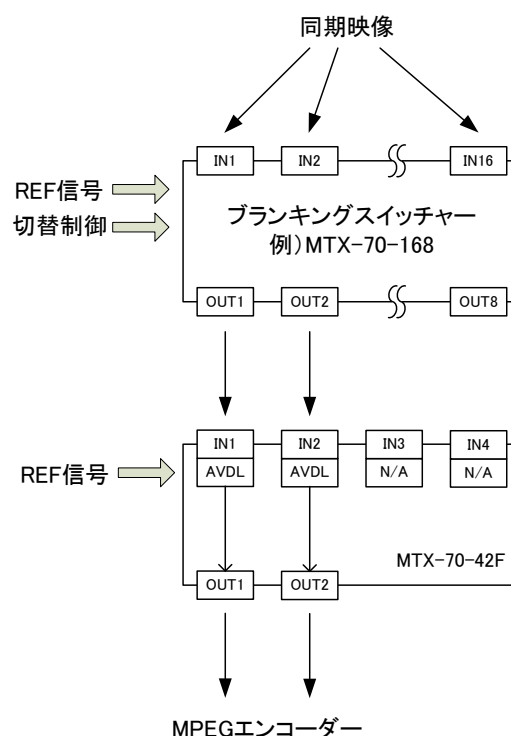 同期映像
IN1 IN2 IN16
REF信号
切替制御
ブランキングスイッチャー
例)MTX-70-168
OUT1 OUT2 OUT8
IN1 IN2 IN3 IN4
REF信号
AVDL AVDL N/A N/A
MTX-70-42F
OUT1 OUT2
MPEGエンコーダー